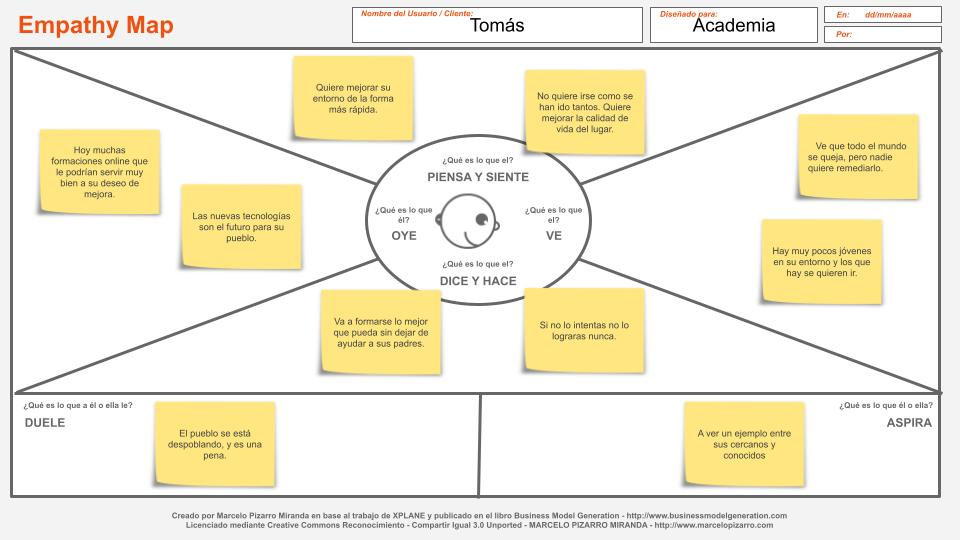 Empathy Map
Nombre del Usuario / Cliente:
Tomás
Diseñado para:
Academia
En: dd/mm/aaaa
Por:
Quiere mejorar su
entorno de la forma
más rápida.
No quiere irse como se
han ido tantos. Quiere
mejorar la calidad de
vida del lugar.
Hoy muchas
formaciones online que
le podrían servir muy
bien a su deseo de
mejora.
Las nuevas tecnologías
son el futuro para su
pueblo.
Ve que todo el mundo
se queja, pero nadie
quiere remediarlo.
Hay muy pocos jóvenes
en su entorno y los que
hay se quieren ir.
¿Qué es lo que el?
PIENSA Y SIENTE
¿Qué es lo que
él?
OYE
¿Qué es lo que
el?
VE
¿Qué es lo que el?
DICE Y HACE
Va a formarse lo mejor
que pueda sin dejar de
ayudar a sus padres.
Si no lo intentas no lo
lograras nunca.
¿Qué es lo que a él o ella le?
DUELE
El pueblo se está
despoblando, y es una
pena.
A ver un ejemplo entre
sus cercanos y
conocidos
¿Qué es lo que él o ella?
ASPIRA
Creado por Marcelo Pizarro Miranda en base al trabajo de XPLANE y publicado en el libro Business Model Generation - http://www.businessmodelgeneration.com
Licenciado mediante Creative Commons Reconocimiento - Compartir Igual 3.0 Unported - MARCELO PIZARRO MIRANDA - http://www.marcelopizarro.com